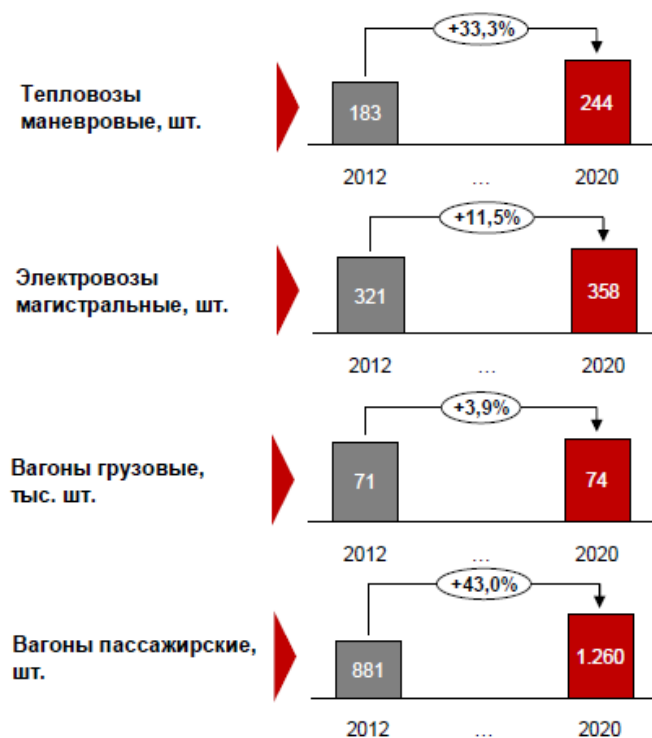 +33,3%
Тепловозы
маневровые, шт.
183
244
2012 ... 2020
+11,5%
Электровозы
магистральные, шт.
321
358
2012 ... 2020
+3,9%
Вагоны грузовые,
тыс. шт.
71
74
2012 ... 2020
+43,0%
Вагоны пассажирские,
шт.
881
1.260
2012 ... 2020